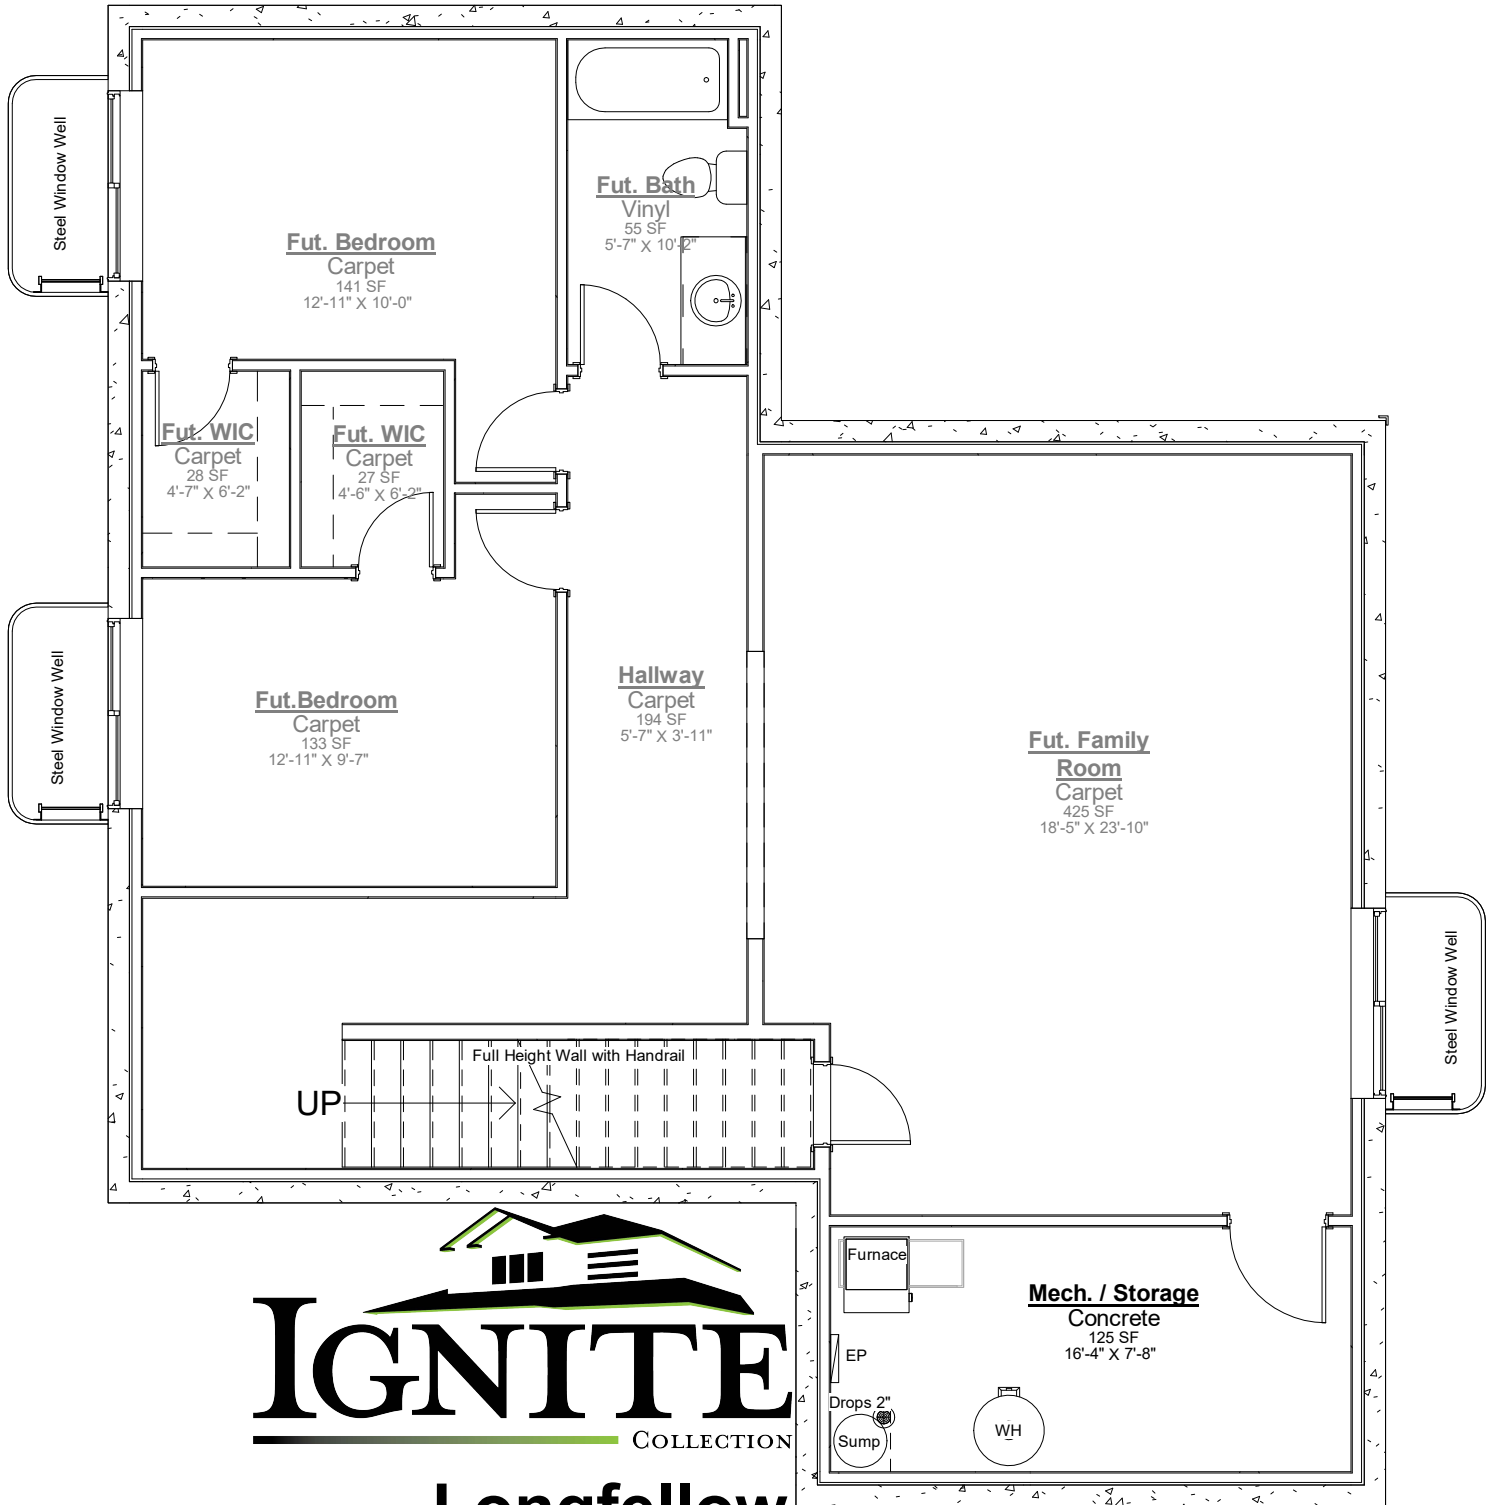 Steel Window Well
Fut. Bath
Vinyl
55 SF
5'-7" X 10'-2"
Fut. Bedroom
Carpet
141 SF
12'-11" X 10'-0"
Fut. WIC
Carpet
28 SF
4'-7" X 6'-2"
Fut. WIC
Carpet
27 SF
4'-6" X 6'-2"
Steel Window Well
Fut.Bedroom
Carpet
133 SF
12'-11" X 9'-7"
Hallway
Carpet
194 SF
5'-7" X 3'-11"
Fut. Family
Room
Carpet
425 SF
18'-5" X 23'-10"
Steel Window Well
Full Height Wall with Handrail
UP
Furnace
Mech. / Storage
Concrete
125 SF
16'-4" X 7'-8"
EP
Drops 2"
Sump
WH
IGNITE
COLLECTION
Longfellow